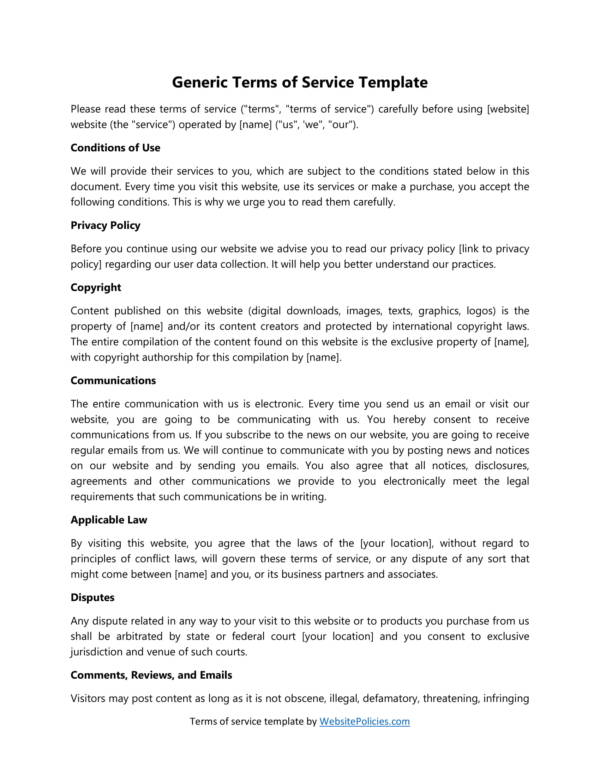 Generic Terms of Service Template
Please read these terms of service ("terms", "terms of service") carefully before using [website]
website (the "service") operated by [name] ("us", 'we", "our").
Conditions of Use
We will provide their services to you, which are subject to the conditions stated below in this
document. Every time you visit this website, use its services or make a purchase, you accept the
following conditions. This is why we urge you to read them carefully.
Privacy Policy
Before you continue using our website we advise you to read our privacy policy [link to privacy
policy] regarding our user data collection. It will help you better understand our practices.
Copyright
Content published on this website (digital downloads, images, texts, graphics, logos) is the
property of [name] and/or its content creators and protected by international copyright laws.
The entire compilation of the content found on this website is the exclusive property of [name],
with copyright authorship for this compilation by [name].
Communications
The entire communication with us is electronic. Every time you send us an email or visit our
website, you are going to be communicating with us. You hereby consent to receive
communications from us. If you subscribe to the news on our website, you are going to receive
regular emails from us. We will continue to communicate with you by posting news and notices
on our website and by sending you emails. You also agree that all notices, disclosures,
agreements and other communications we provide to you electronically meet the legal
requirements that such communications be in writing.
Applicable Law
By visiting this website, you agree that the laws of the [your location], without regard to
principles of conflict laws, will govern these terms of service, or any dispute of any sort that
might come between [name] and you, or its business partners and associates.
Disputes
Any dispute related in any way to your visit to this website or to products you purchase from us
shall be arbitrated by state or federal court [your location] and you consent to exclusive
jurisdiction and venue of such courts.
Comments, Reviews, and Emails
Visitors may post content as long as it is not obscene, illegal, defamatory, threatening, infringing
Terms of service template by WebsitePolicies.com